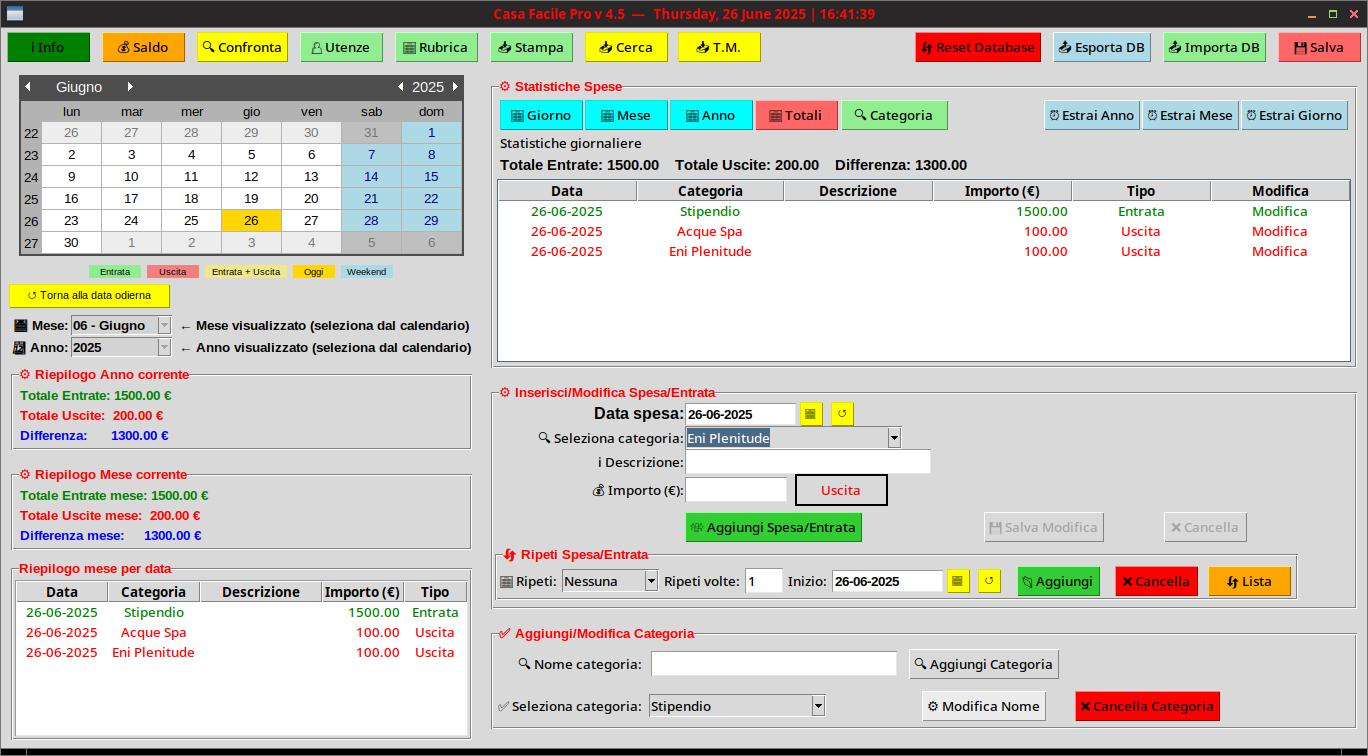 Casa Facile Pro v 4.5 — Thursday, 26 June 2025 | 16:41:39
i Info
Saldo
Confronta
Utenze
Rubrica
Stampa
Cerca
T.M.
Reset Database
Esporta DB
Importa DB
Salva
Giugno 2025
lun mar mer gio ven sab dom
22 26 27 28 29 30 31 1
23 2 3 4 5 6 7 8
24 9 10 11 12 13 14 15
25 16 17 18 19 20 21 22
26 23 24 25 26 27 28 29
27 30 1 2 3 4 5 6
Entrata Uscita Entrata + Uscita Oggi Weekend
↺ Torna alla data odierna
Mese: 06 - Giugno ← Mese visualizzato (seleziona dal calendario)
Anno: 2025 ← Anno visualizzato (seleziona dal calendario)
⚙ Riepilogo Anno corrente
Totale Entrate: 1500.00 €
Totale Uscite: 200.00 €
Differenza: 1300.00 €
⚙ Riepilogo Mese corrente
Totale Entrate mese: 1500.00 €
Totale Uscite mese: 200.00 €
Differenza mese: 1300.00 €
Riepilogo mese per data
Data Categoria Descrizione Importo (€) Tipo
26-06-2025 Stipendio 1500.00 Entrata
26-06-2025 Acque Spa 100.00 Uscita
26-06-2025 Eni Plenitude 100.00 Uscita
⚙ Statistiche Spese
Giorno
Mese
Anno
Totali
Categoria
Estrai Anno
Estrai Mese
Estrai Giorno
Statistiche giornaliere
Totale Entrate: 1500.00 Totale Uscite: 200.00 Differenza: 1300.00
Data Categoria Descrizione Importo (€) Tipo Modifica
26-06-2025 Stipendio 1500.00 Entrata Modifica
26-06-2025 Acque Spa 100.00 Uscita Modifica
26-06-2025 Eni Plenitude 100.00 Uscita Modifica
⚙ Inserisci/Modifica Spesa/Entrata
Data spesa: 26-06-2025 ↺
Seleziona categoria: Eni Plenitude
i Descrizione:
Importo (€): Uscita
Aggiungi Spesa/Entrata
Salva Modifica
Cancella
Ripeti Spesa/Entrata
Ripeti: Nessuna Ripeti volte: 1 Inizio: 26-06-2025 ↺ Aggiungi Cancella Lista
Aggiungi/Modifica Categoria
Nome categoria: Aggiungi Categoria
Seleziona categoria: Stipendio ⚙ Modifica Nome Cancella Categoria